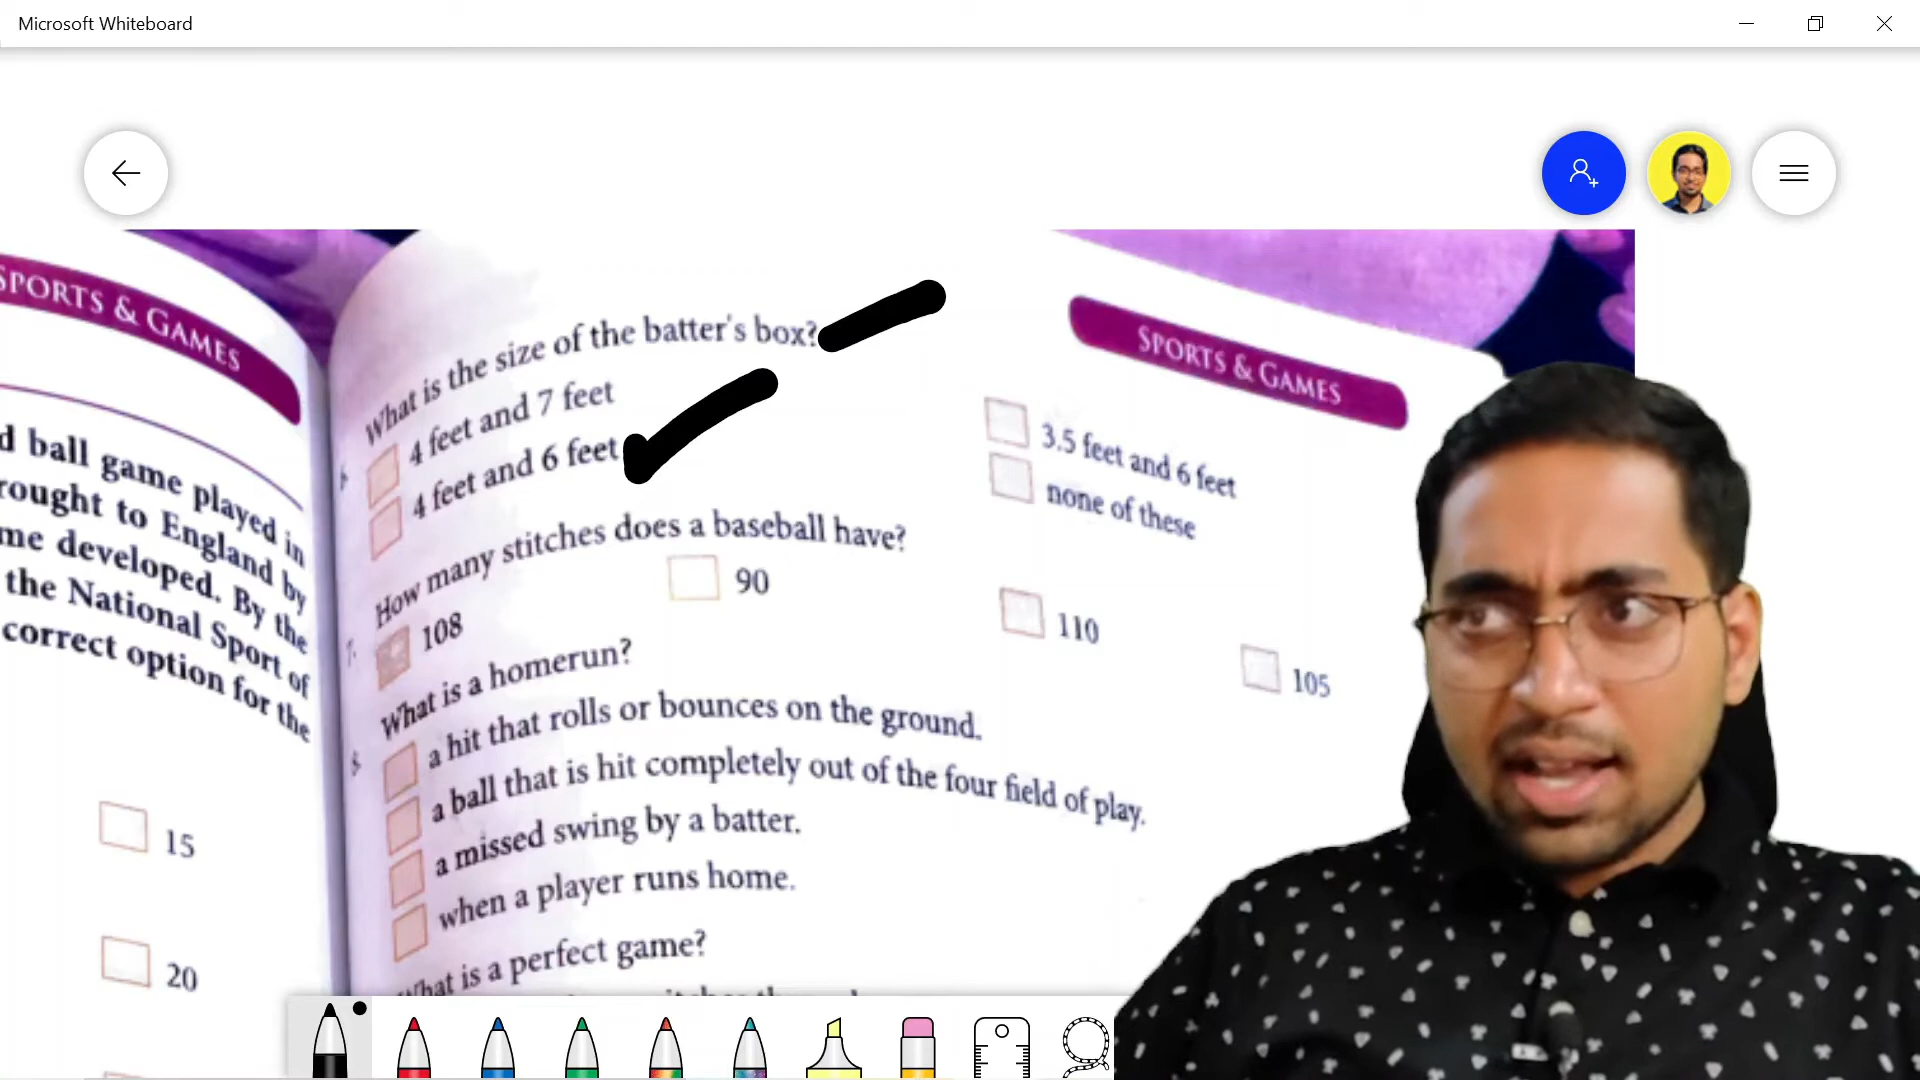 Microsoft Whiteboard
SPORTS & GAMES
d ball game played in
rought to England by
me developed. By the
the National Sport of
correct option for the
15
20
What is the size of the batter's box?
4 feet and 7 feet
4 feet and 6 feet
SPORTS & GAMES
3.5 feet and 6 feet
none of these
7. How many stitches does a baseball have?
108
90
110
105
8. What is a homerun?
a hit that rolls or bounces on the ground.
a ball that is hit completely out of the four field of play.
a missed swing by a batter.
when a player runs home.
What is a perfect game?